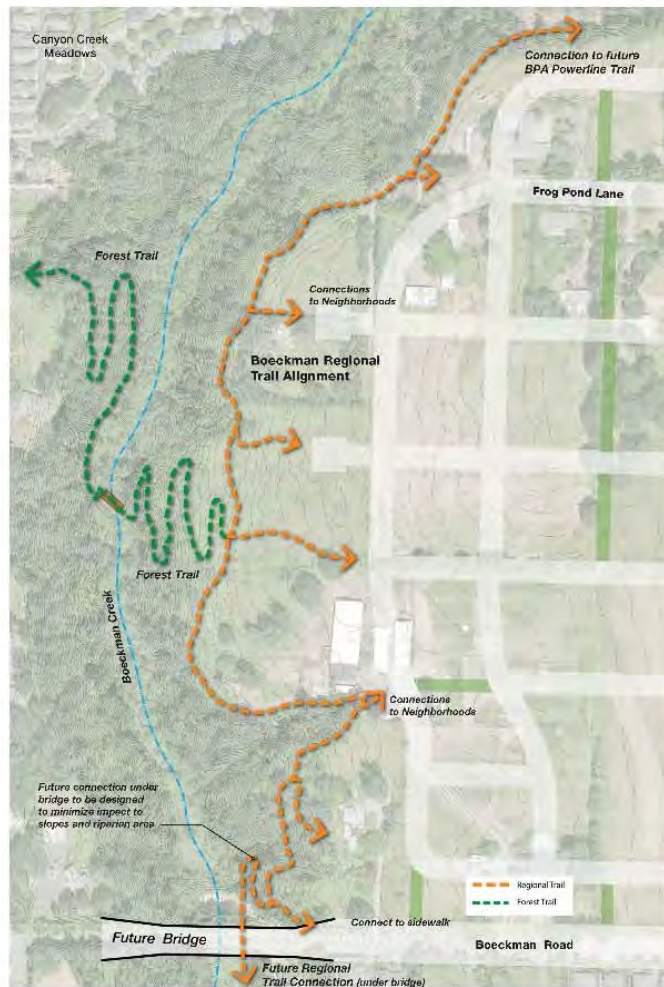 Canyon Creek
Meadows
Connection to future
BPA Powerline Trail
Frog Pond Lane
Forest Trail
Connections
to Neighborhoods
Boeckman Regional
Trail Alignment
Forest Trail
Boeckman Creek
Connections
to Neighborhoods
Future connection under
bridge to be designed
to minimize impact to
slopes and riparian area
Regional Trail
Forest Trail
Connect to sidewalk
Future Bridge
Boeckman Road
Future Regional
Trail Connection (under bridge)